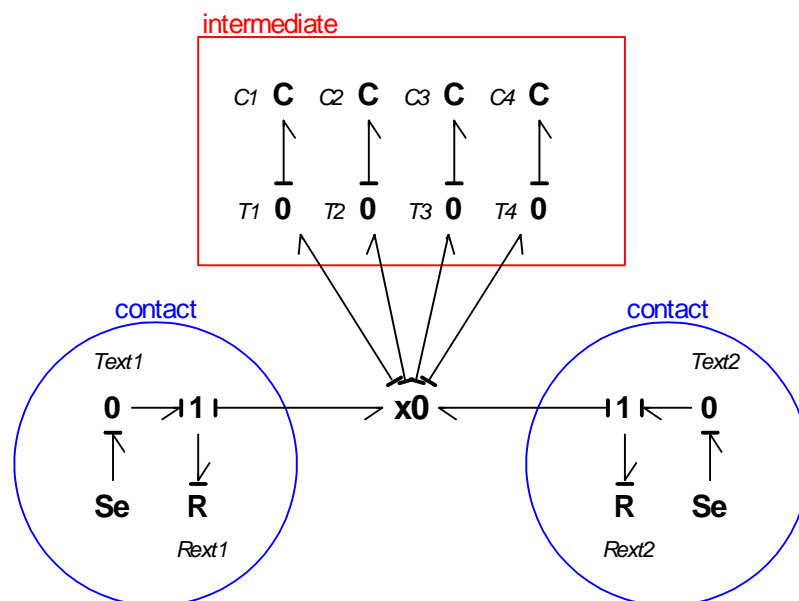 intermediate
C1 C C2 C C3 C C4 C
T1 0 T2 0 T3 0 T4 0
contact contact
Text1 Text2
0 1 x0 1 0
Se R R Se
Rext1 Rext2